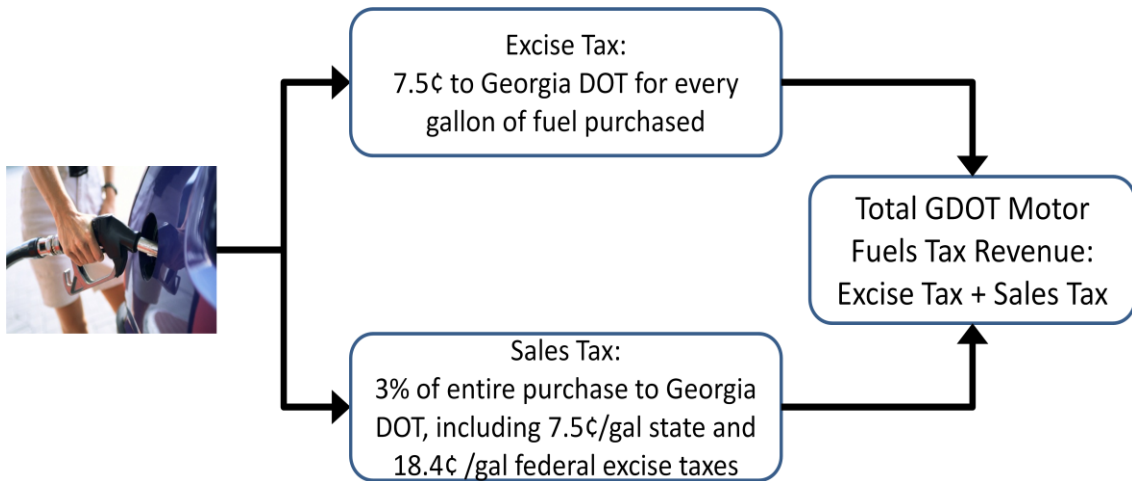 Excise Tax:
7.5¢ to Georgia DOT for every
gallon of fuel purchased
Total GDOT Motor
Fuels Tax Revenue:
Excise Tax + Sales Tax
Sales Tax:
3% of entire purchase to Georgia
DOT, including 7.5¢/gal state and
18.4¢ /gal federal excise taxes